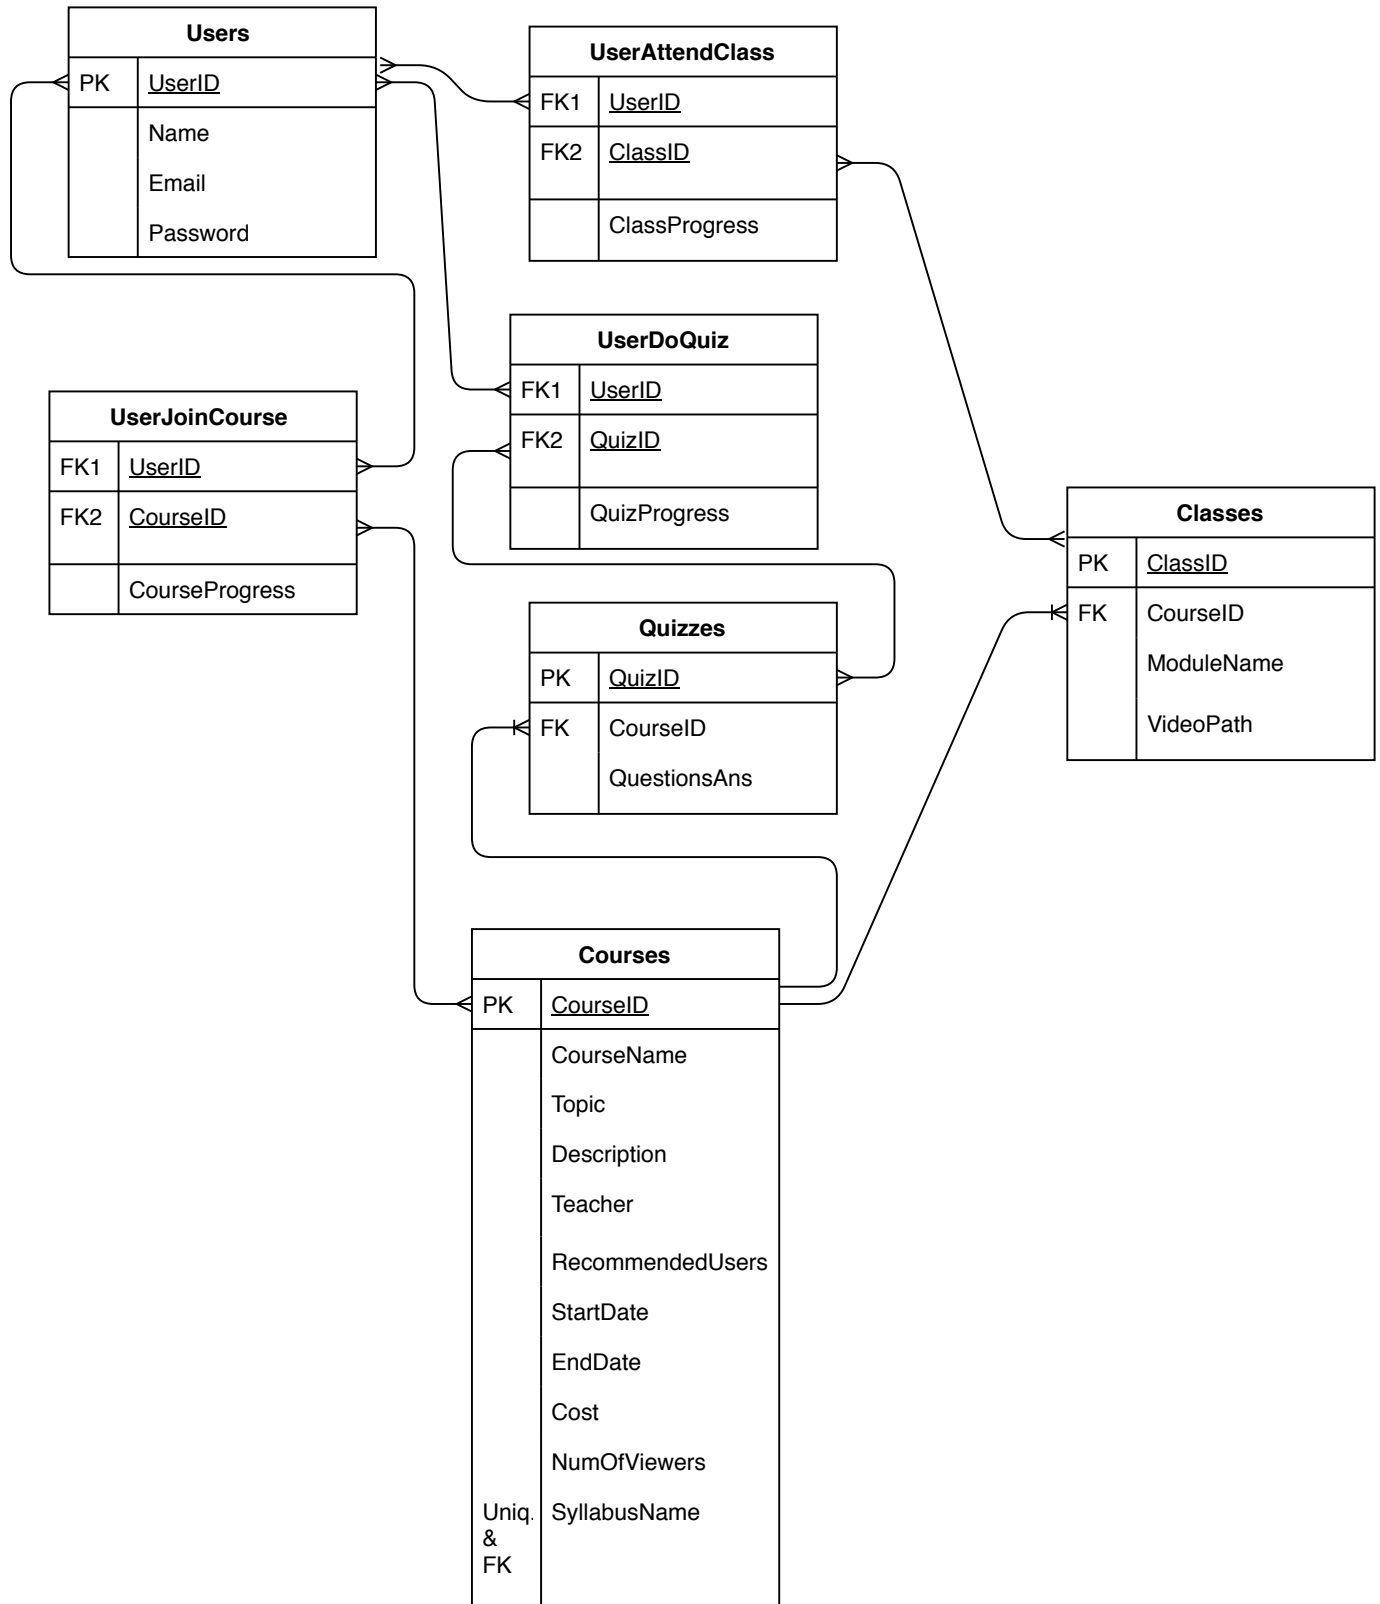 Users
PK UserID
Name
Email
Password
UserAttendClass
FK1 UserID
FK2 ClassID
ClassProgress
UserDoQuiz
FK1 UserID
FK2 QuizID
QuizProgress
UserJoinCourse
FK1 UserID
FK2 CourseID
CourseProgress
Classes
PK ClassID
FK CourseID
ModuleName
VideoPath
Quizzes
PK QuizID
FK CourseID
QuestionsAns
Courses
PK CourseID
CourseName
Topic
Description
Teacher
RecommendedUsers
StartDate
EndDate
Cost
NumOfViewers
Uniq. SyllabusName
&
FK